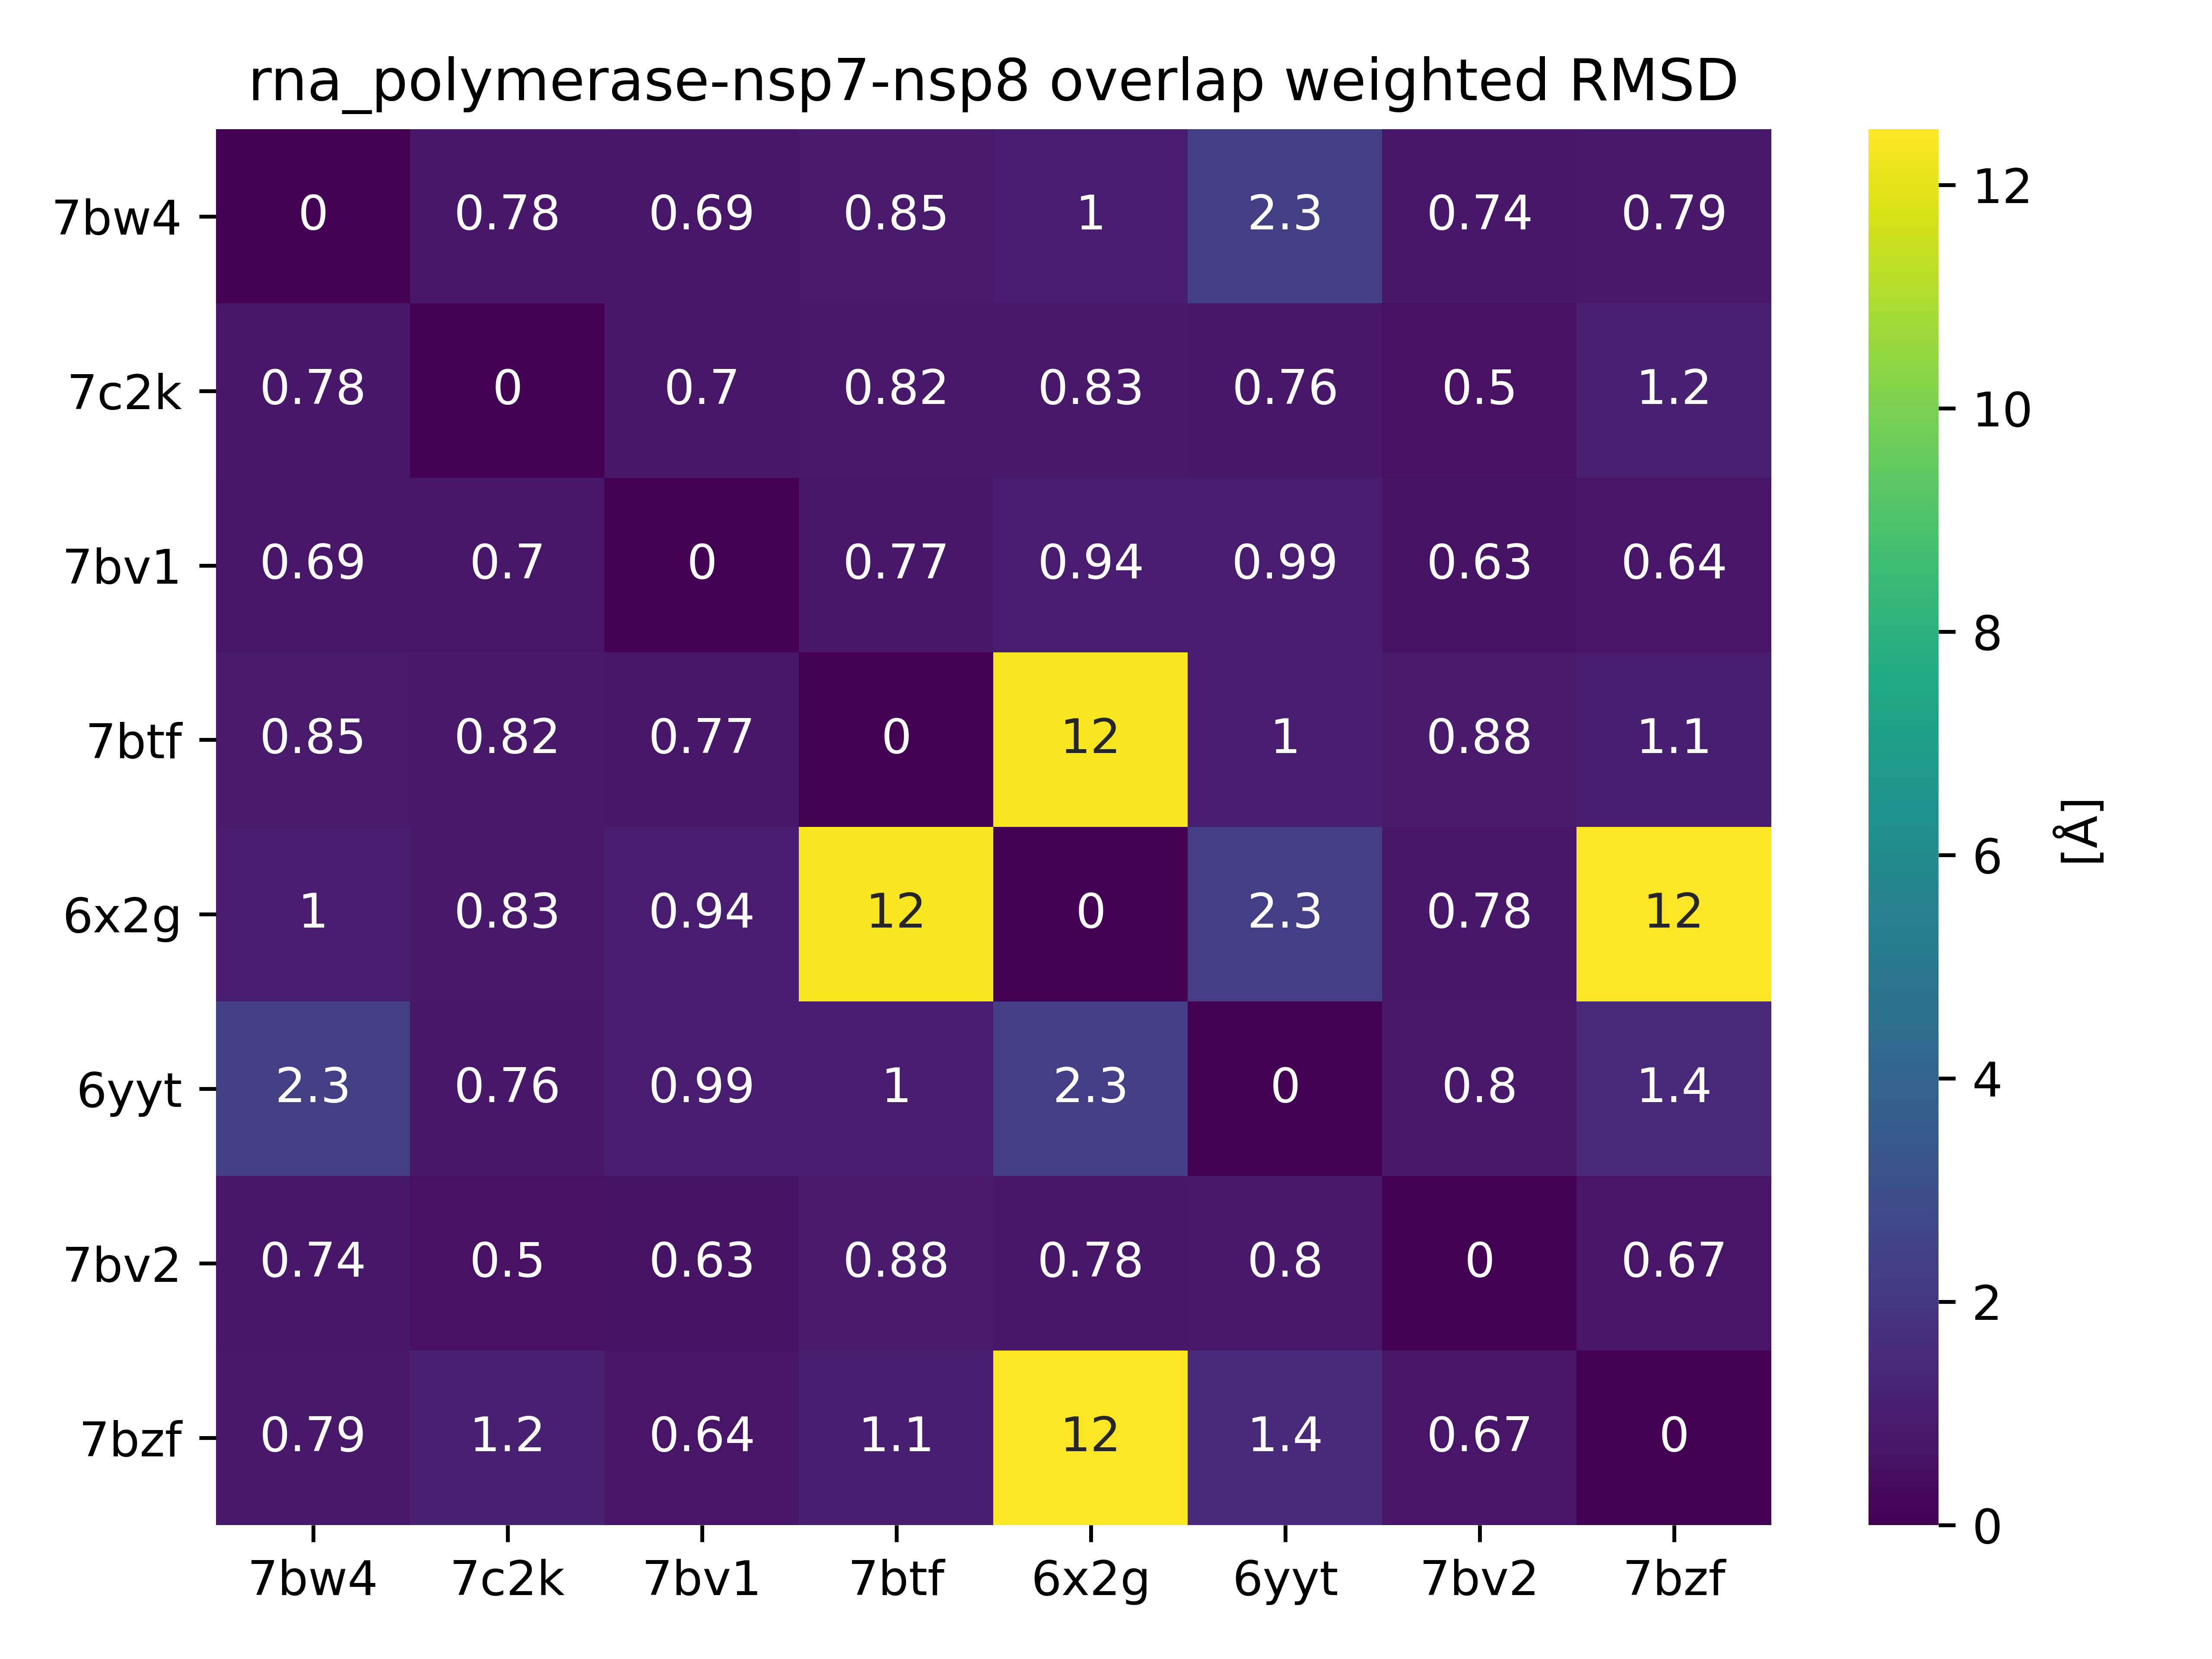 rna_polymerase-nsp7-nsp8 overlap weighted RMSD
7bw4 0 0.78 0.69 0.85 1 2.3 0.74 0.79
7c2k 0.78 0 0.7 0.82 0.83 0.76 0.5 1.2
7bv1 0.69 0.7 0 0.77 0.94 0.99 0.63 0.64
7btf 0.85 0.82 0.77 0 12 1 0.88 1.1
6x2g 1 0.83 0.94 12 0 2.3 0.78 12
6yyt 2.3 0.76 0.99 1 2.3 0 0.8 1.4
7bv2 0.74 0.5 0.63 0.88 0.78 0.8 0 0.67
7bzf 0.79 1.2 0.64 1.1 12 1.4 0.67 0
7bw4 7c2k 7bv1 7btf 6x2g 6yyt 7bv2 7bzf
12
10
8
6
4
2
0
[Å]